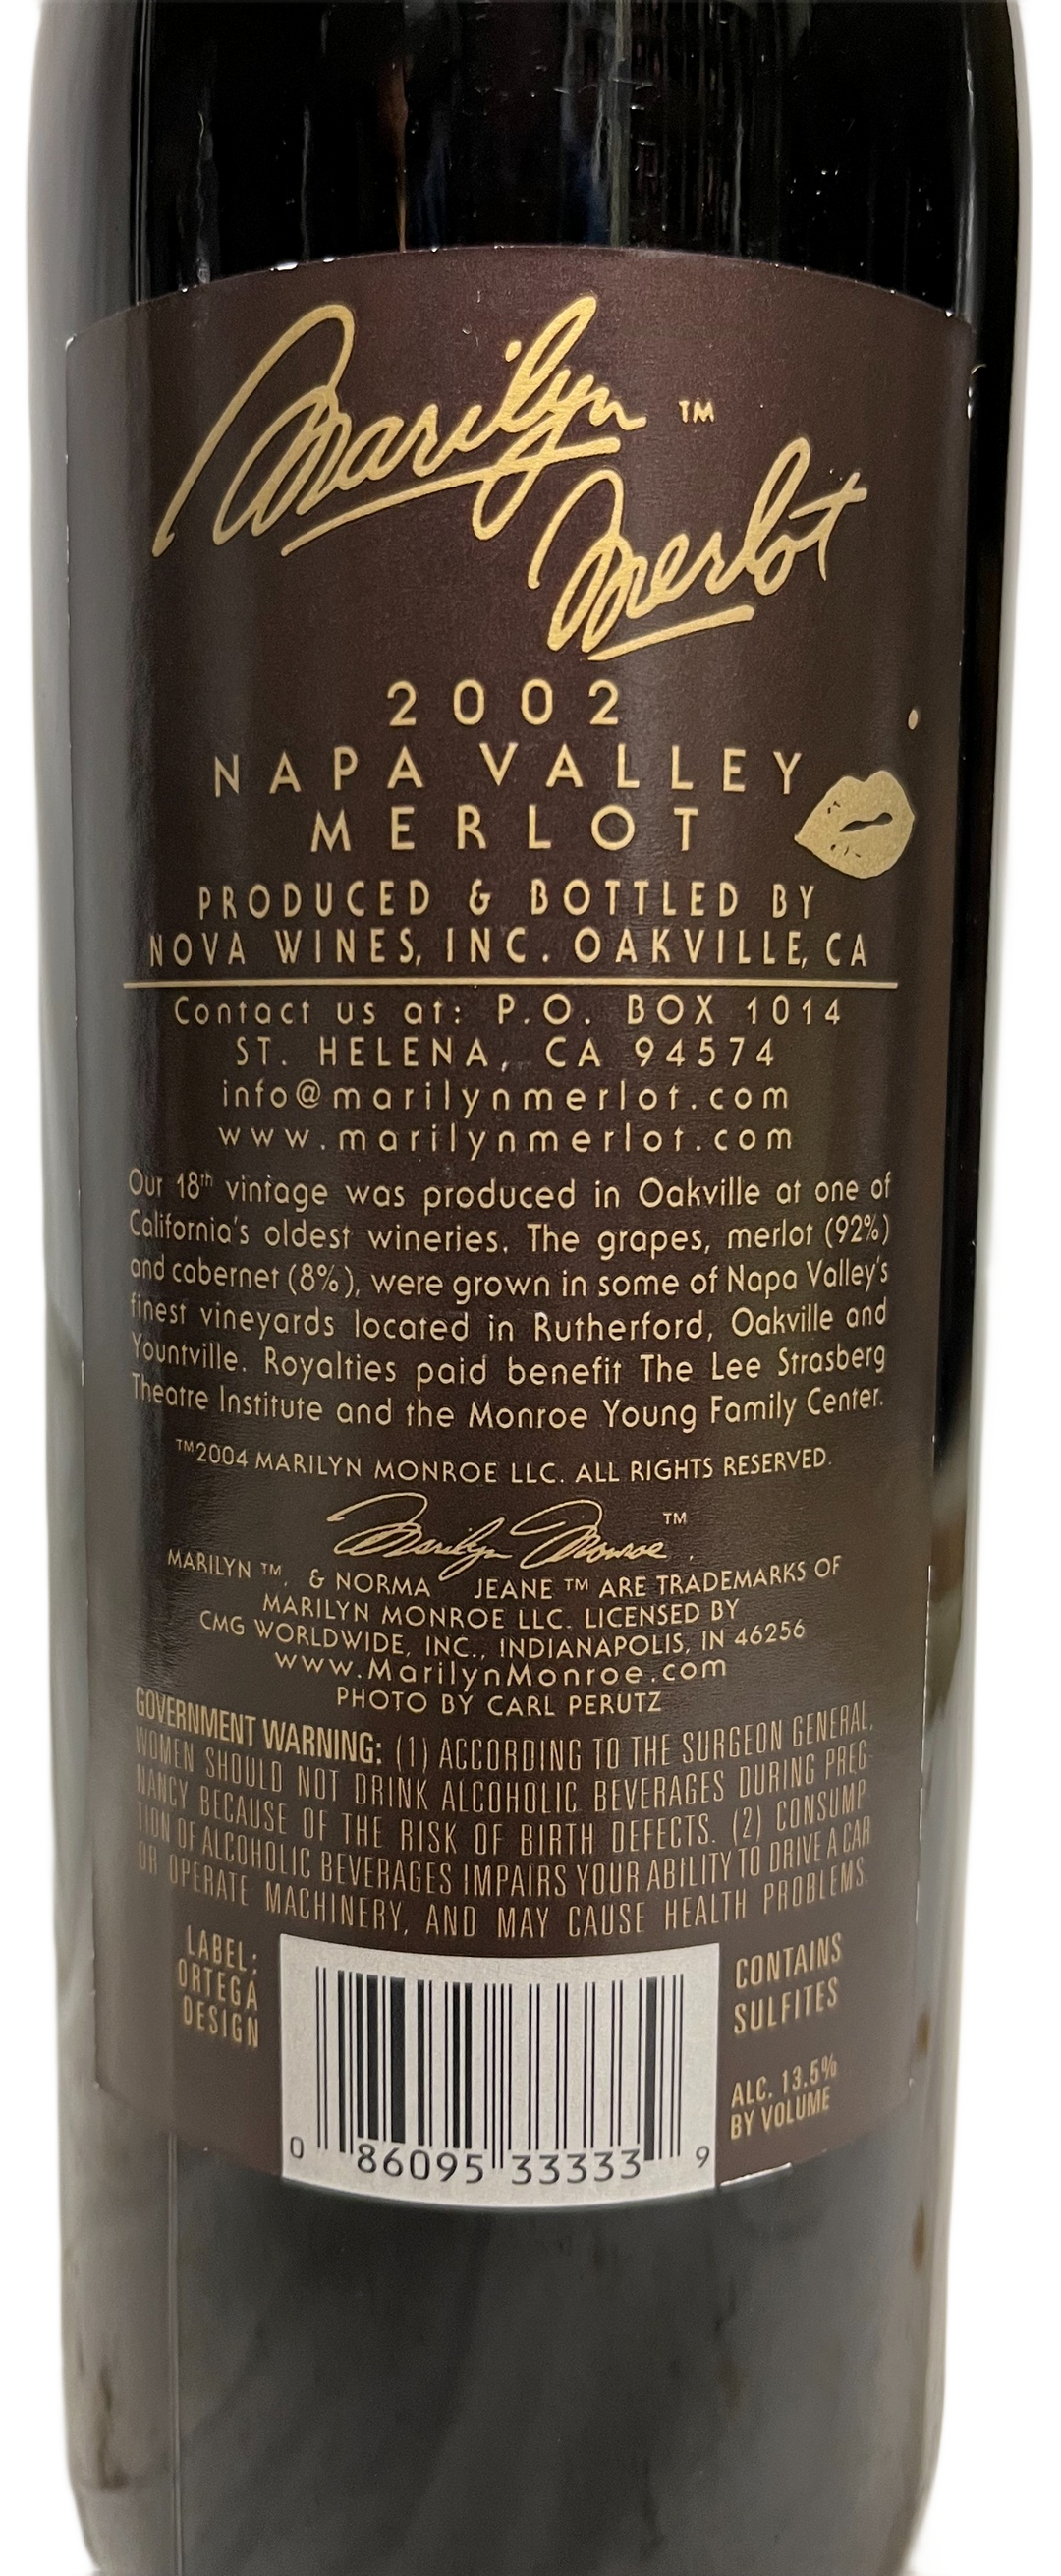 Marilyn ™
Merlot
2002
NAPA VALLEY
MERLOT
PRODUCED & BOTTLED BY
NOVA WINES, INC. OAKVILLE, CA
Contact us at: P.O. BOX 1014
ST. HELENA, CA 94574
info@marilynmerlot.com
www.marilynmerlot.com
Our 18th vintage was produced in Oakville at one of
California's oldest wineries. The grapes, merlot (92%)
and cabernet (8%), were grown in some of Napa Valley's
finest vineyards located in Rutherford, Oakville and
Yountville. Royalties paid benefit The Lee Strasberg
Theatre Institute and the Monroe Young Family Center.
™2004 MARILYN MONROE LLC. ALL RIGHTS RESERVED.
Marilyn Monroe ™
MARILYN ™, & NORMA JEANE ™ ARE TRADEMARKS OF
MARILYN MONROE LLC. LICENSED BY
CMG WORLDWIDE, INC., INDIANAPOLIS, IN 46256
www.MarilynMonroe.com
PHOTO BY CARL PERUTZ
GOVERNMENT WARNING: (1) ACCORDING TO THE SURGEON GENERAL,
WOMEN SHOULD NOT DRINK ALCOHOLIC BEVERAGES DURING PREG-
NANCY BECAUSE OF THE RISK OF BIRTH DEFECTS. (2) CONSUMP-
TION OF ALCOHOLIC BEVERAGES IMPAIRS YOUR ABILITY TO DRIVE A CAR
OR OPERATE MACHINERY, AND MAY CAUSE HEALTH PROBLEMS.
LABEL:
ORTEGA
DESIGN
0 86095 33333 9
CONTAINS
SULFITES
ALC. 13.5%
BY VOLUME